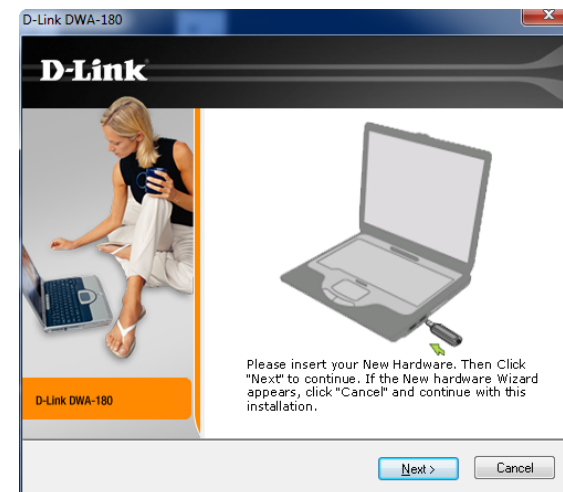 D-Link DWA-180
D-Link
Please insert your New Hardware. Then Click
"Next" to continue. If the New hardware Wizard
appears, click "Cancel" and continue with this
installation.
D-Link DWA-180
Next >
Cancel